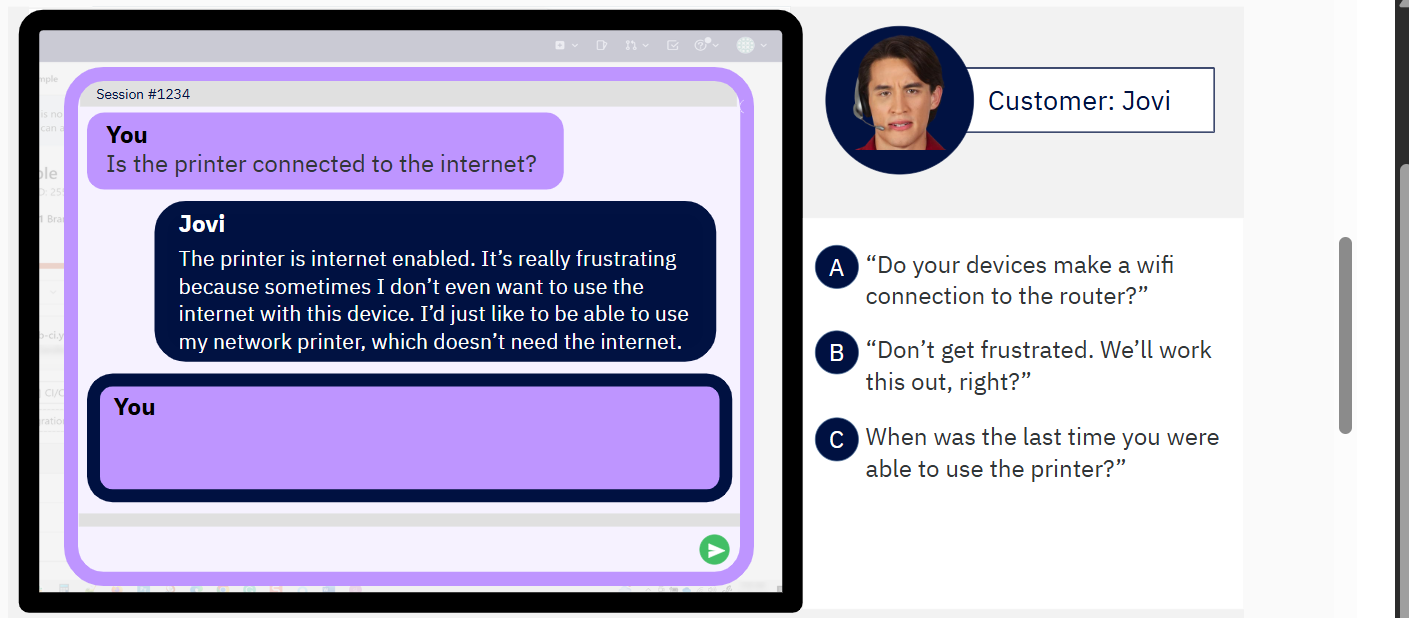 Session #1234
You
Is the printer connected to the internet?
Jovi
The printer is internet enabled. It’s really frustrating
because sometimes I don’t even want to use the
internet with this device. I’d just like to be able to use
my network printer, which doesn’t need the internet.
You
Customer: Jovi
A “Do your devices make a wifi
connection to the router?”
B “Don’t get frustrated. We’ll work
this out, right?”
C When was the last time you were
able to use the printer?”